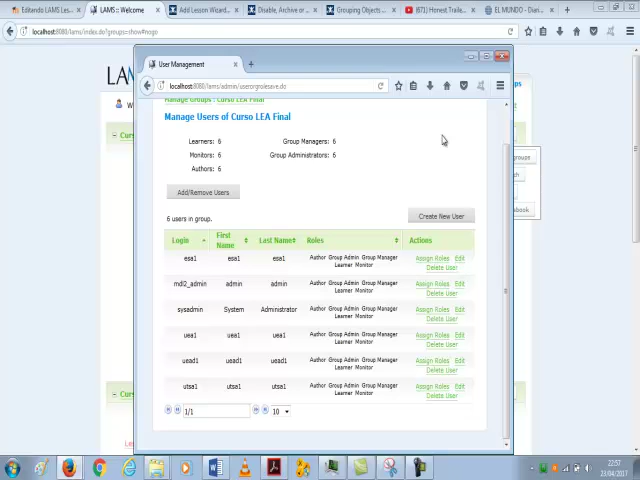 Editando LAMS Les...
LAMS :: Welcome
Add Lesson Wizard...
Disable, Archive or ...
Grouping Objects ...
(671) Honest Traile...
EL MUNDO - Diari...
localhost:8080/lams/index.do?groups=show#nogo
User Management
localhost:8080/lams/admin/userorgrolesave.do
Manage Groups : Curso LEA Final
Manage Users of Curso LEA Final
Learners: 6
Group Managers: 6
Monitors: 6
Group Administrators: 6
Authors: 6
Add/Remove Users
6 users in group.
Create New User
Login
First Name
Last Name
Roles
Actions
esa1 esa1 esa1 Author Group Admin Group Manager Assign Roles Edit
Learner Monitor Delete User
mdl2_admin admin admin Author Group Admin Group Manager Assign Roles Edit
Learner Monitor Delete User
sysadmin System Administrator Author Group Admin Group Manager Assign Roles Edit
Learner Monitor Delete User
uea1 uea1 uea1 Author Group Admin Group Manager Assign Roles Edit
Learner Monitor Delete User
uead1 uead1 uead1 Author Group Admin Group Manager Assign Roles Edit
Learner Monitor Delete User
utsa1 utsa1 utsa1 Author Group Admin Group Manager Assign Roles Edit
Learner Monitor Delete User
1/1
10
22:57
23/04/2017